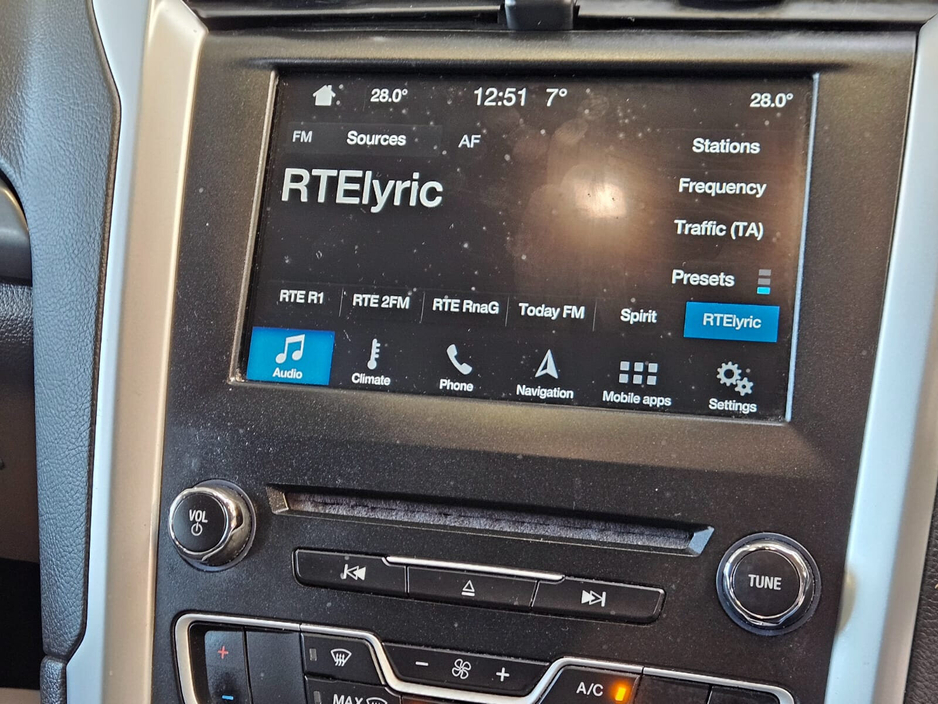 28.0° 12:51 7° 28.0°
FM Sources AF Stations
RTElyric Frequency
Traffic (TA)
Presets
RTE R1 RTE 2FM RTE RnaG Today FM Spirit RTElyric
Audio Climate Phone Navigation Mobile apps Settings
VOL
TUNE
+ − +
− A/C
MAX